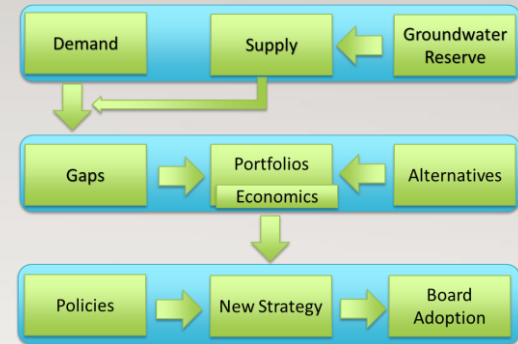 Demand
Supply
Groundwater
Reserve
Gaps
Portfolios
Economics
Alternatives
Policies
New Strategy
Board
Adoption